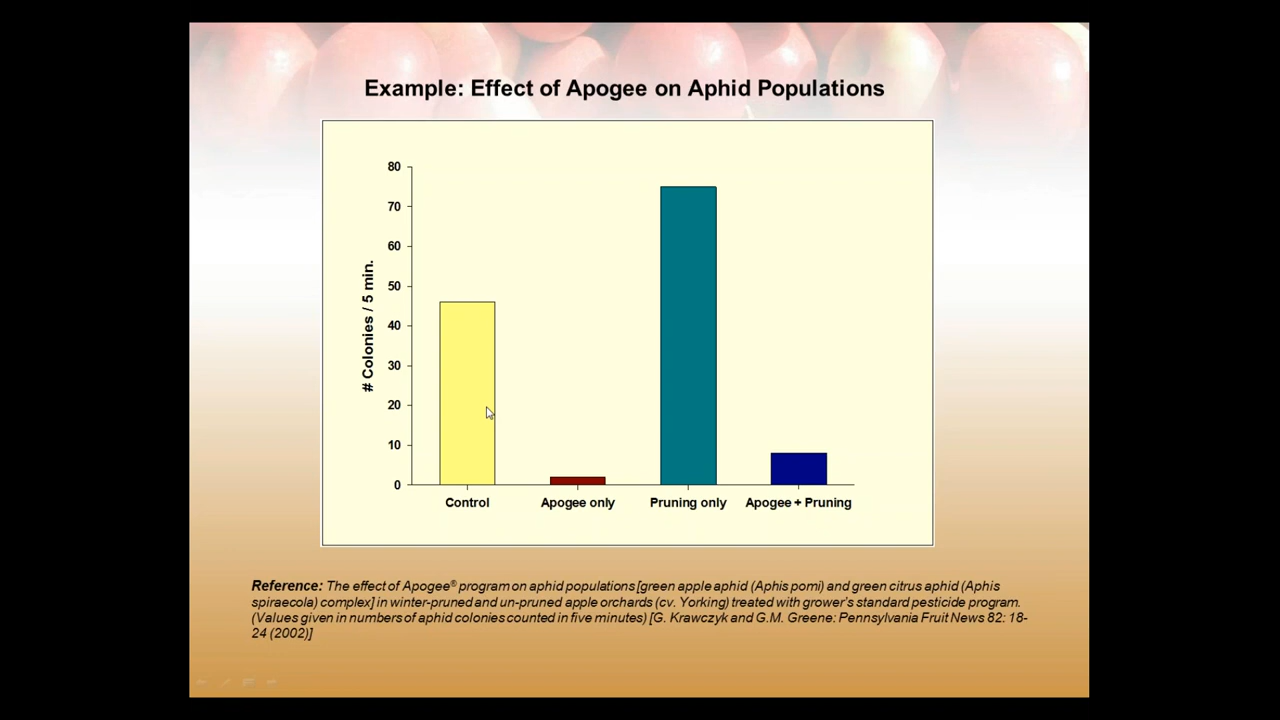 Example: Effect of Apogee on Aphid Populations
80
70
60
50
40
30
20
10
0
# Colonies / 5 min.
Control
Apogee only
Pruning only
Apogee + Pruning
Reference: The effect of Apogee® program on aphid populations [green apple aphid (Aphis pomi) and green citrus aphid (Aphis
spiraecola) complex] in winter-pruned and un-pruned apple orchards (cv. Yorking) treated with grower's standard pesticide program.
(Values given in numbers of aphid colonies counted in five minutes) [G. Krawczyk and G.M. Greene: Pennsylvania Fruit News 82: 18-
24 (2002)]